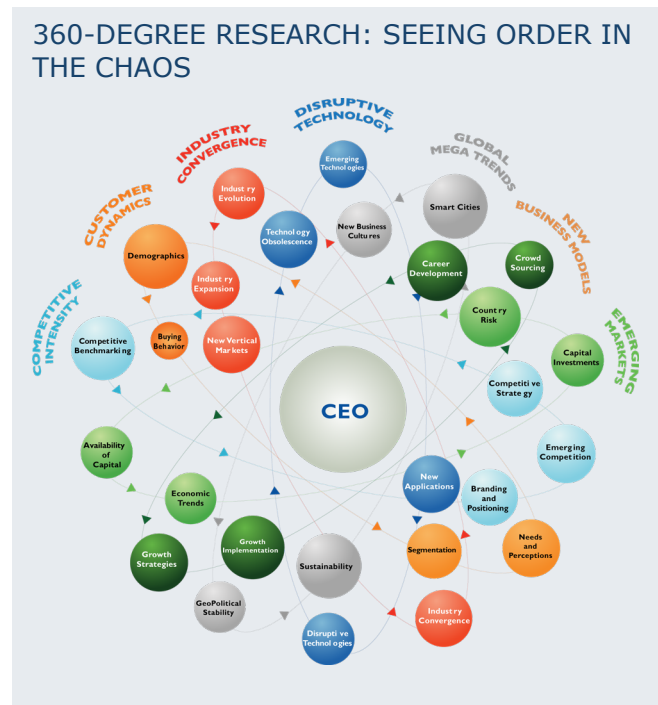 360-DEGREE RESEARCH: SEEING ORDER IN
THE CHAOS
DISRUPTIVE
TECHNOLOGY
INDUSTRY
CONVERGENCE
GLOBAL
MEGA TRENDS
CUSTOMER
DYNAMICS
NEW
BUSINESS MODELS
COMPETITIVE
INTENSITY
EMERGING
MARKETS
Emerging
Technologies
Industry
Evolution
Smart Cities
Technology
Obsolescence
New Business
Cultures
Demographics
Career
Development
Crowd
Sourcing
Industry
Expansion
Country
Risk
Competitive
Benchmarking
Buying
Behavior
New Vertical
Markets
Capital
Investments
Competitive
Strategy
CEO
Availability
of
Capital
Emerging
Competition
Economic
Trends
New
Applications
Branding
and
Positioning
Growth
Strategies
Growth
Implementation
Sustainability
Segmentation
Needs
and
Perceptions
GeoPolitical
Stability
Disruptive
Technologies
Industry
Convergence